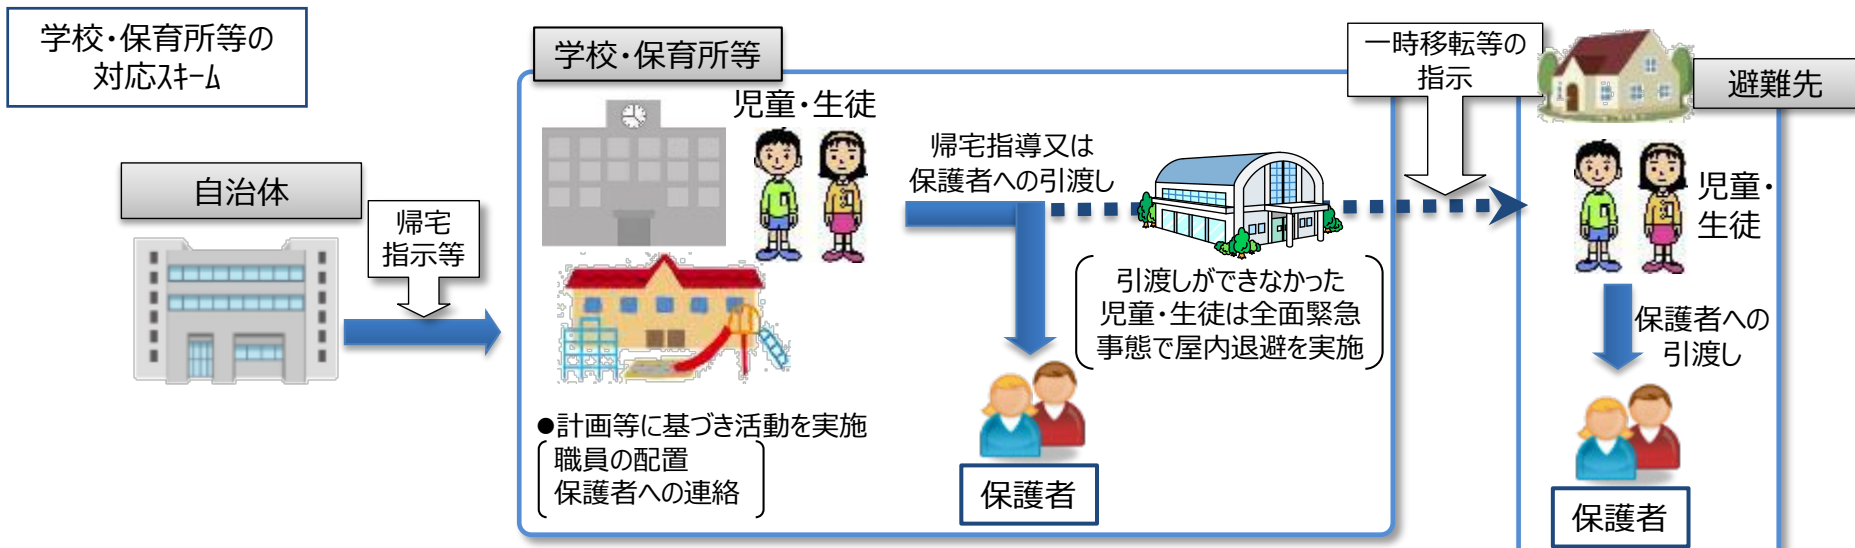 学校・保育所等の
対応ｽｷｰﾑ
自治体
帰宅
指示等
学校・保育所等
児童・生徒
帰宅指導又は
保護者への引渡し
引渡しができなかった
児童・生徒は全面緊急
事態で屋内退避を実施
●計画等に基づき活動を実施
職員の配置
保護者への連絡
保護者
一時移転等の
指示
避難先
児童・
生徒
保護者への
引渡し
保護者